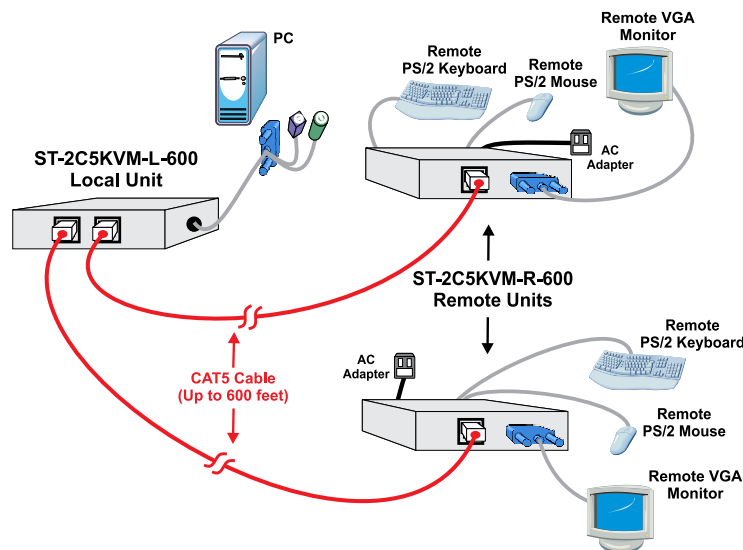 PC
Remote
PS/2 Keyboard
Remote
PS/2 Mouse
Remote VGA
Monitor
AC
Adapter
ST-2C5KVM-L-600
Local Unit
ST-2C5KVM-R-600
Remote Units
CAT5 Cable
(Up to 600 feet)
AC
Adapter
Remote
PS/2 Keyboard
Remote
PS/2 Mouse
Remote VGA
Monitor